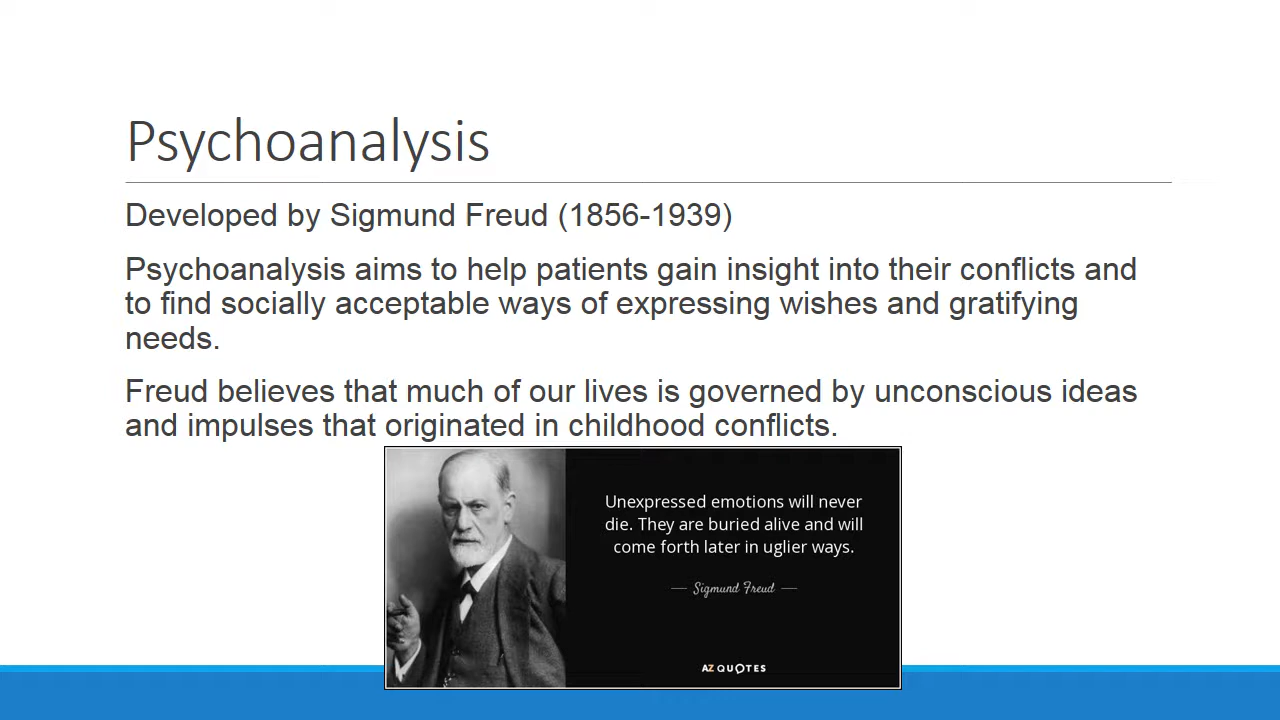 Psychoanalysis
Developed by Sigmund Freud (1856-1939)
Psychoanalysis aims to help patients gain insight into their conflicts and
to find socially acceptable ways of expressing wishes and gratifying
needs.
Freud believes that much of our lives is governed by unconscious ideas
and impulses that originated in childhood conflicts.
Unexpressed emotions will never
die. They are buried alive and will
come forth later in uglier ways.
Sigmund Freud
AZ QUOTES